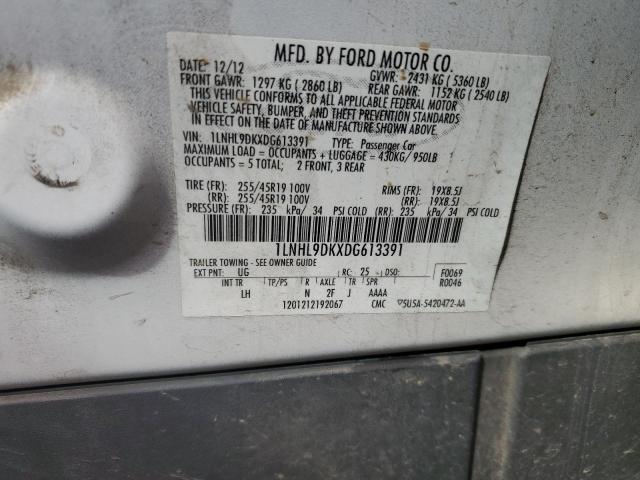 MFD. BY FORD MOTOR CO.
DATE: 12/12 GVWR: 2431 KG ( 5360 LB)
FRONT GAWR: 1297 KG ( 2860 LB) REAR GAWR: 1152 KG ( 2540 LB)
THIS VEHICLE CONFORMS TO ALL APPLICABLE FEDERAL MOTOR
VEHICLE SAFETY, BUMPER, AND THEFT PREVENTION STANDARDS
IN EFFECT ON THE DATE OF MANUFACTURE SHOWN ABOVE.
VIN: 1LNHL9DKXDG613391 TYPE: Passenger Car
MAXIMUM LOAD = OCCUPANTS + LUGGAGE = 430KG/ 950LB
OCCUPANTS = 5 TOTAL; 2 FRONT, 3 REAR
TIRE (FR): 255/45R19 100V RIMS (FR): 19X8.5J
(RR): 255/45R19 100V (RR): 19X8.5J
PRESSURE (FR): 235 kPa/ 34 PSI COLD (RR): 235 kPa/ 34 PSI COLD
1LNHL9DKXDG613391
TRAILER TOWING - SEE OWNER GUIDE
EXT PNT: UG RC: 25 DSO: F0069
INT TR TP/PS R AXLE TR SPR R0046
LH N 2F J AAAA
1201212192067 CMC 5U5A-5420472-AA